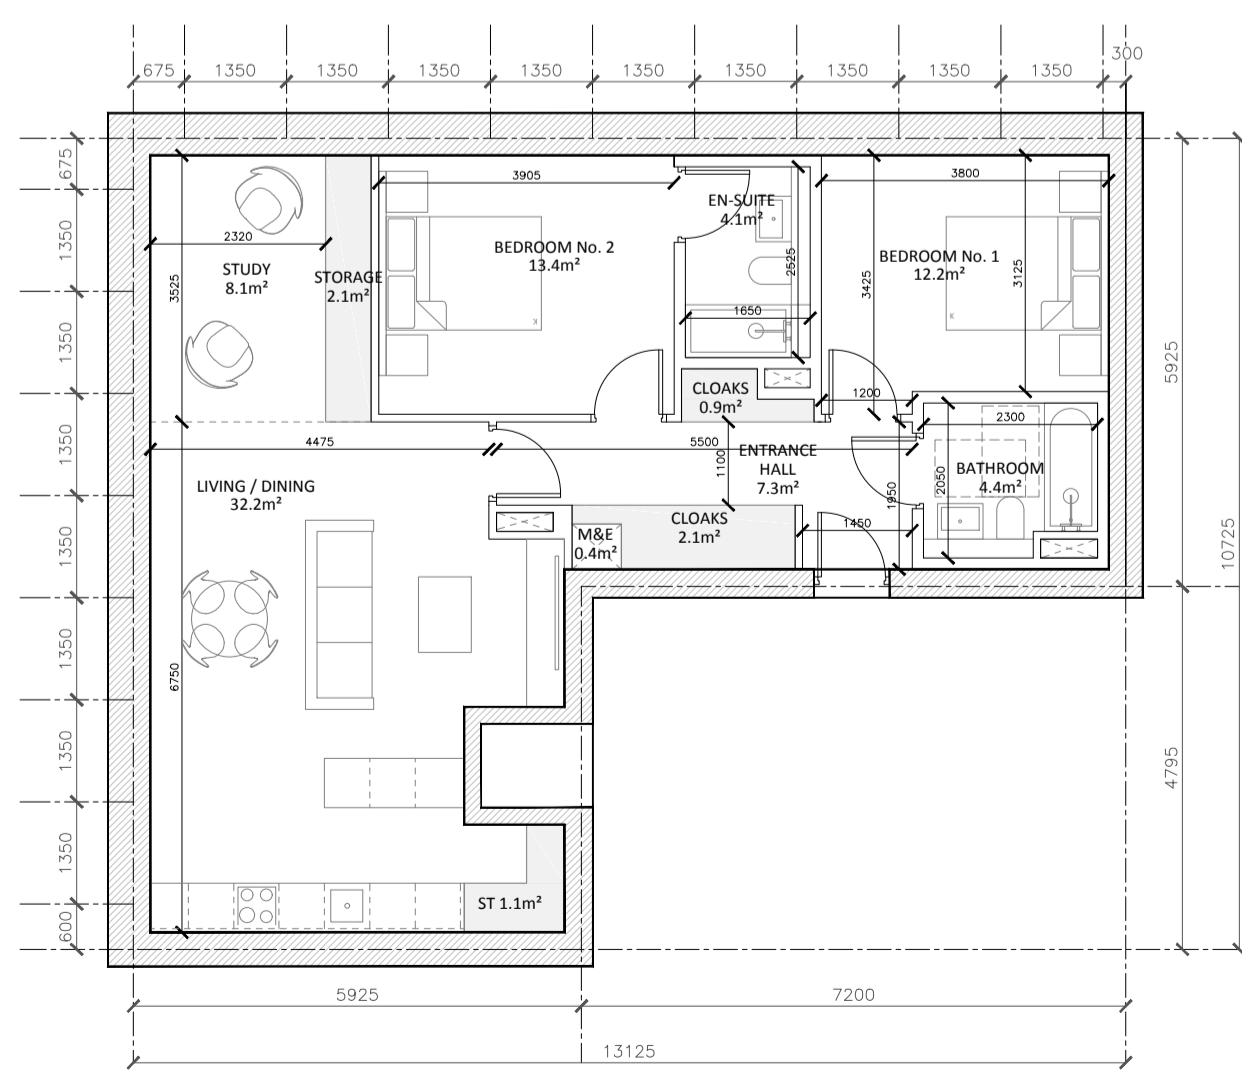 300
675
1350
1350
1350
1350
1350
1350
1350
1350
1350
675
1350
1350
1350
1350
1350
1350
1350
600
3905
3800
EN-SUITE
4.1m²
2320
BEDROOM No. 2
13.4m²
BEDROOM No. 1
12.2m²
STUDY
8.1m²
STORAGE
2.1m²
3525
2525
3425
3125
1650
K
K
CLOAKS
0.9m²
1200
2300
4475
5500
1100
ENTRANCE
HALL
7.3m²
1950
2050
BATHROOM
4.4m²
LIVING / DINING
32.2m²
CLOAKS
2.1m²
1450
M&E
0.4m²
6750
ST 1.1m²
5925
10725
4795
5925
7200
13125